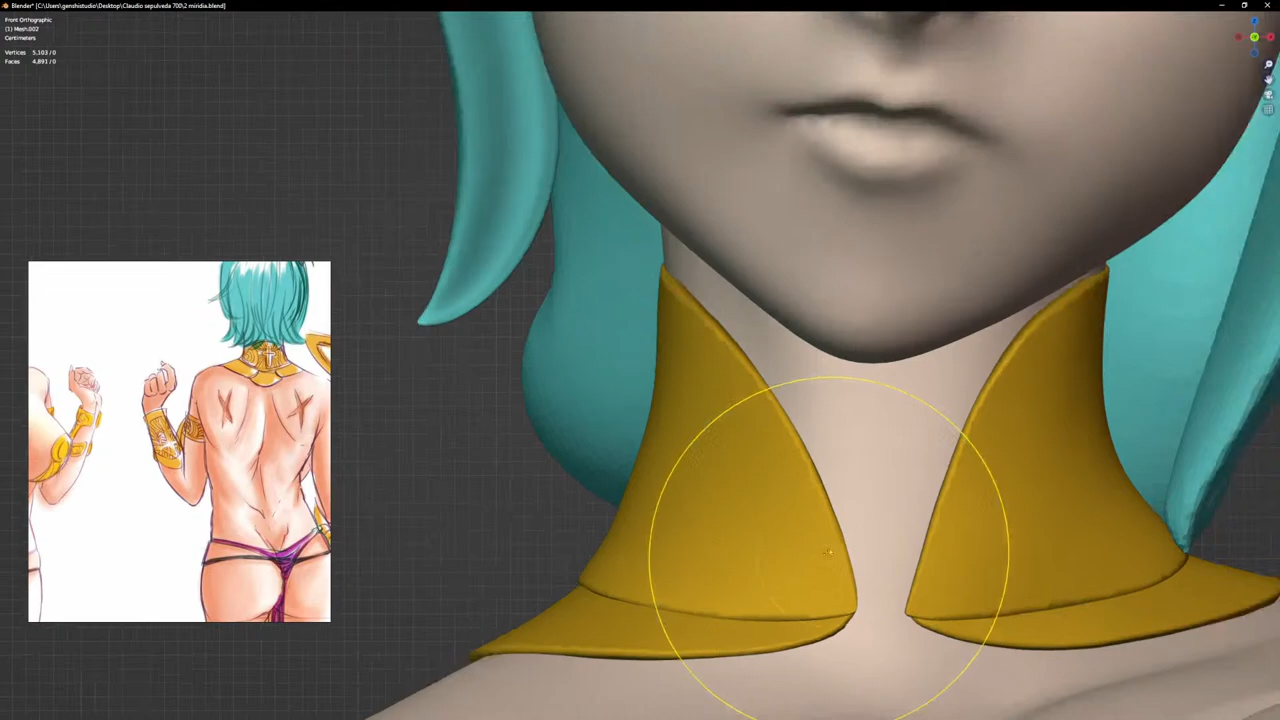 Blender* [C:\Users\genshistudio\Desktop\Claudio sepulveda 700\2 miridia.blend]
Front Orthographic
(1) Mesh.002
Centimeters
Vertices 5,103 / 0
Faces 4,891 / 0